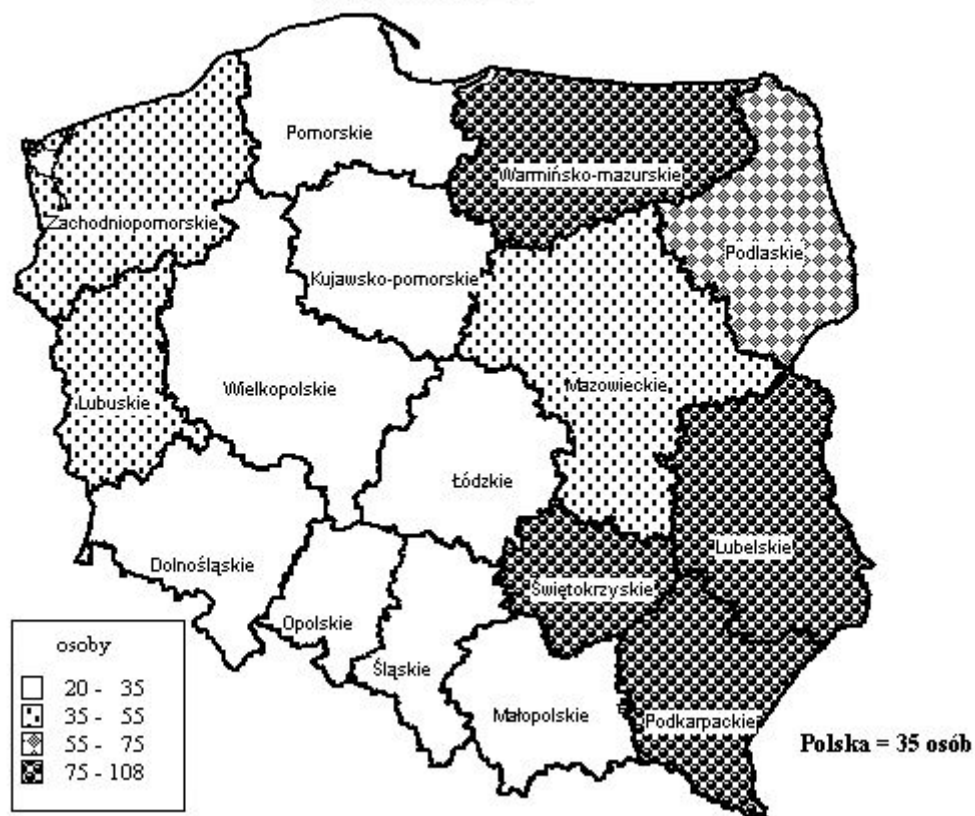 Pomorskie
Warmińsko-mazurskie
Zachodniopomorskie
Podlaskie
Kujawsko-pomorskie
Mazowieckie
Wielkopolskie
Lubuskie
Łódzkie
Lubelskie
Dolnośląskie
Świętokrzyskie
Opolskie
Śląskie
Małopolskie
Podkarpackie
Polska = 35 osób
osoby
20 - 35
35 - 55
55 - 75
75 - 108